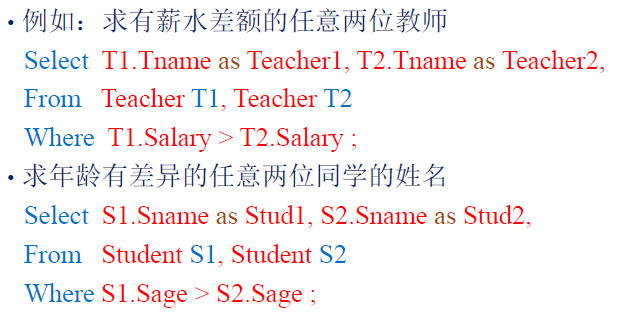 • 例如：求有薪水差额的任意两位教师
Select T1.Tname as Teacher1, T2.Tname as Teacher2,
From Teacher T1, Teacher T2
Where T1.Salary > T2.Salary ;
• 求年龄有差异的任意两位同学的姓名
Select S1.Sname as Stud1, S2.Sname as Stud2,
From Student S1, Student S2
Where S1.Sage > S2.Sage ;